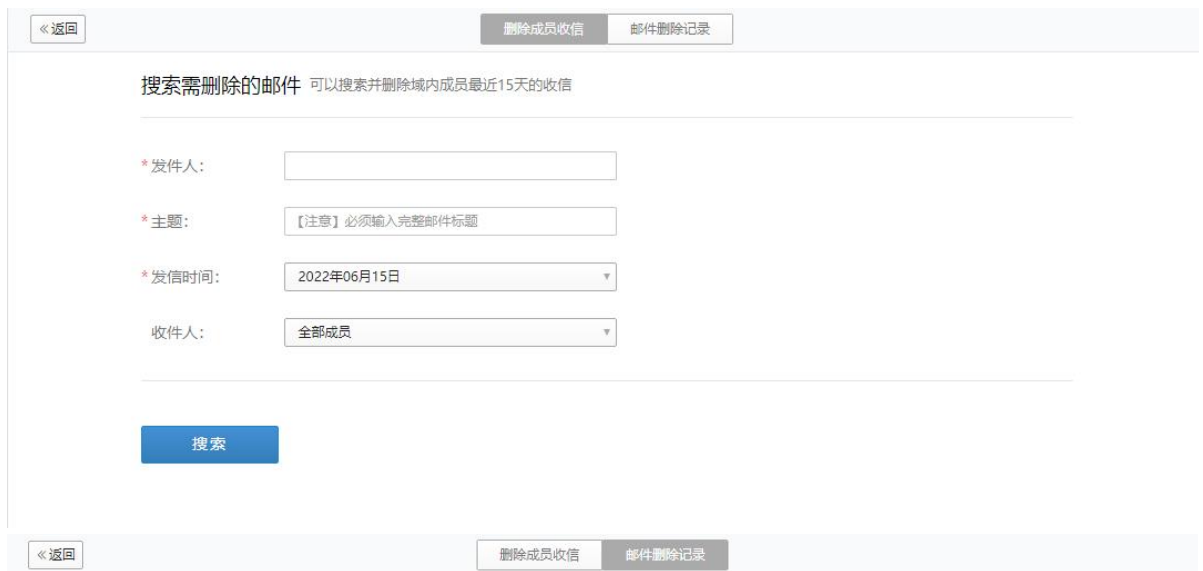 «返回 删除成员收信 邮件删除记录
搜索需删除的邮件 可以搜索并删除域内成员最近15天的收信
*发件人：
*主题： 【注意】必须输入完整邮件标题
*发信时间： 2022年06月15日
收件人： 全部成员
搜索
«返回 删除成员收信 邮件删除记录